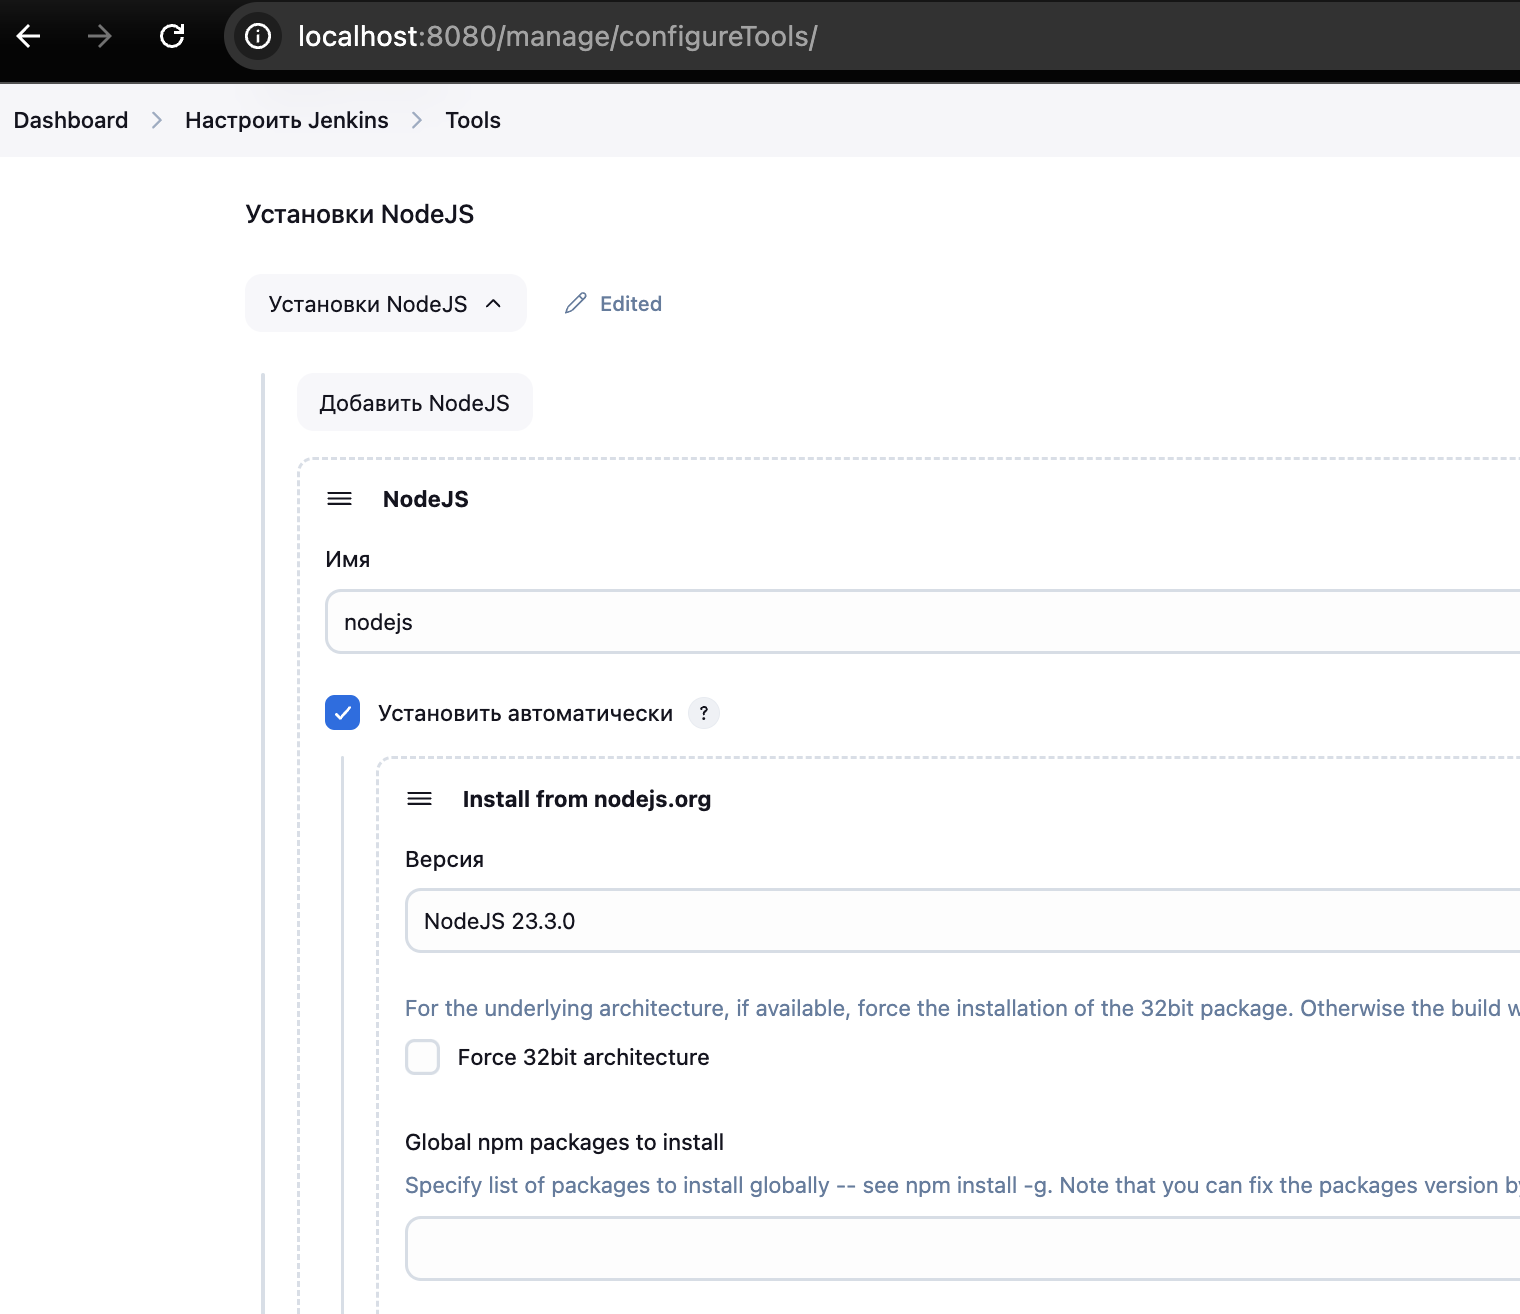 localhost:8080/manage/configureTools/
Dashboard > Настроить Jenkins > Tools
Установки NodeJS
Установки NodeJS Edited
Добавить NodeJS
NodeJS
Имя
nodejs
Установить автоматически ?
Install from nodejs.org
Версия
NodeJS 23.3.0
For the underlying architecture, if available, force the installation of the 32bit package. Otherwise the build
Force 32bit architecture
Global npm packages to install
Specify list of packages to install globally -- see npm install -g. Note that you can fix the packages version